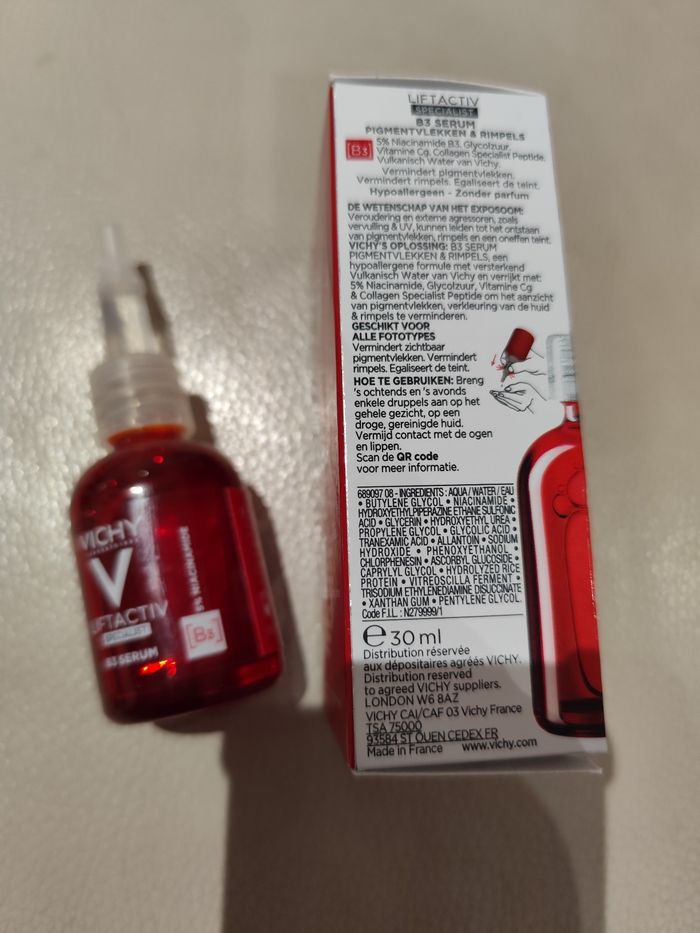 VICHY
LABORATOIRES
V
LIFTACTIV
SPECIALIST
B3 SERUM
5% NIACINAMIDE
[B3]
LIFTACTIV
SPECIALIST
B3 SERUM
PIGMENTVLEKKEN & RIMPELS
[B3]
5% Niacinamide B3. Glycolzuur.
Vitamine Cg. Collagen Specialist Peptide.
Vulkanisch Water van Vichy.
Vermindert pigmentvlekken.
Vermindert rimpels. Egaliseert de teint.
Hypoallergeen - Zonder parfum
DE WETENSCHAP VAN HET EXPOSOOM:
Veroudering en externe agressoren, zoals
vervuiling & UV, kunnen leiden tot het ontstaan
van pigmentvlekken, rimpels en een oneffen teint.
VICHY'S OPLOSSING: B3 SERUM
PIGMENTVLEKKEN & RIMPELS, een
hypoallergene formule met versterkend
Vulkanisch Water van Vichy en verrijkt met:
5% Niacinamide, Glycolzuur, Vitamine Cg
& Collagen Specialist Peptide om het aanzicht
van pigmentvlekken, verkleuring van de huid
& rimpels te verminderen.
GESCHIKT VOOR
ALLE FOTOTYPES
Vermindert zichtbaar
pigmentvlekken. Vermindert
rimpels. Egaliseert de teint.
HOE TE GEBRUIKEN: Breng
's ochtends en 's avonds
enkele druppels aan op het
gehele gezicht, op een
droge, gereinigde huid.
Vermijd contact met de ogen
en lippen.
Scan de QR code
voor meer informatie.
689097 08 - INGREDIENTS : AQUA / WATER / EAU
• BUTYLENE GLYCOL • NIACINAMIDE •
HYDROXYETHYLPIPERAZINE ETHANE SULFONIC
ACID • GLYCERIN • HYDROXYETHYL UREA •
PROPYLENE GLYCOL • GLYCOLIC ACID •
TRANEXAMIC ACID • ALLANTOIN • SODIUM
HYDROXIDE • PHENOXYETHANOL •
CHLORPHENESIN • ASCORBYL GLUCOSIDE •
CAPRYLYL GLYCOL • HYDROLYZED RICE
PROTEIN • VITREOSCILLA FERMENT •
TRISODIUM ETHYLENEDIAMINE DISUCCINATE
• XANTHAN GUM • PENTYLENE GLYCOL.
Code F.I.L. : N279999/1
e 30 ml
Distribution réservée
aux dépositaires agréés VICHY.
Distribution reserved
to agreed VICHY suppliers.
LONDON W6 8AZ
VICHY CAI/CAF 03 Vichy France
TSA 75000
93584 ST OUEN CEDEX FR
Made in France www.vichy.com